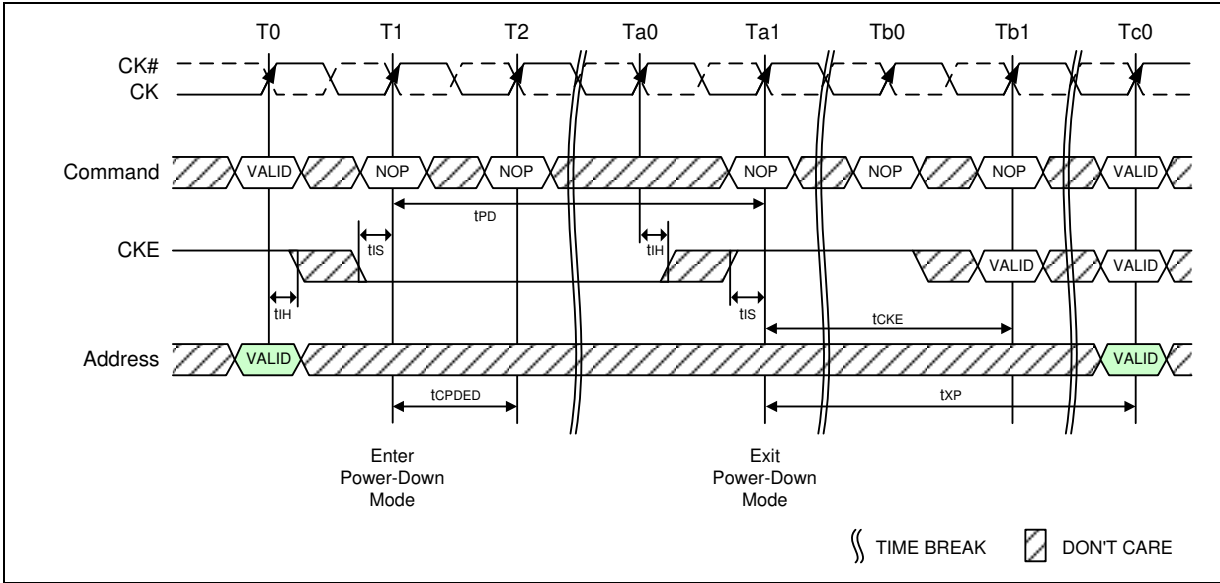 T0 T1 T2 Ta0 Ta1 Tb0 Tb1 Tc0
CK#
CK
Command VALID NOP NOP NOP NOP NOP VALID
tPD
tIS tIH
CKE VALID VALID
tIH tIS
tCKE
Address VALID VALID
tCPDED tXP
Enter
Power-Down
Mode
Exit
Power-Down
Mode
TIME BREAK DON'T CARE